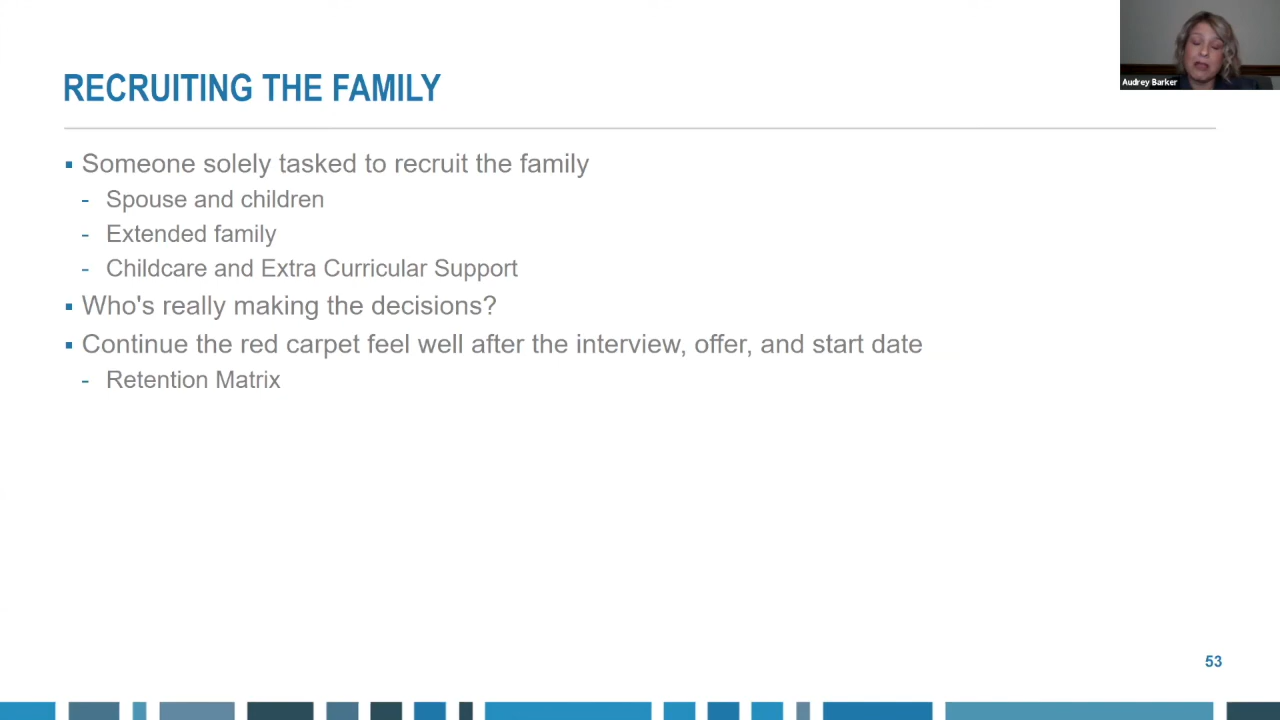 RECRUITING THE FAMILY
Audrey Barker
▪ Someone solely tasked to recruit the family
- Spouse and children
- Extended family
- Childcare and Extra Curricular Support
▪ Who's really making the decisions?
▪ Continue the red carpet feel well after the interview, offer, and start date
- Retention Matrix
53